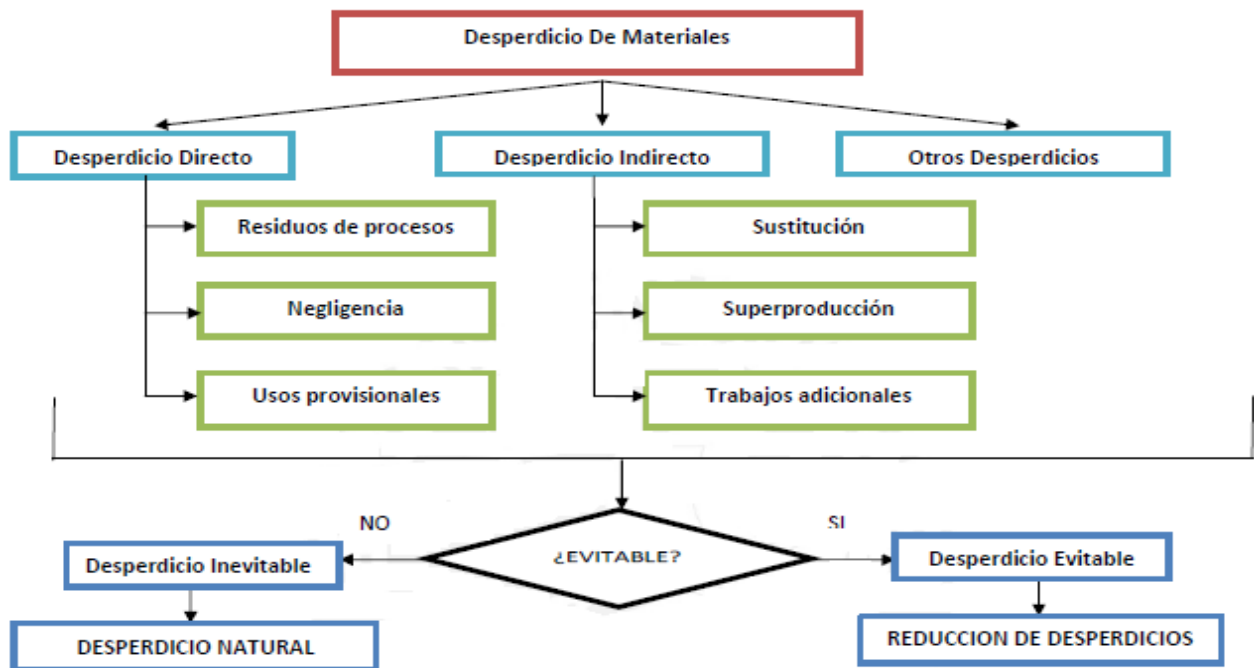 Desperdicio De Materiales
Desperdicio Directo
Desperdicio Indirecto
Otros Desperdicios
Residuos de procesos
Sustitución
Negligencia
Superproducción
Usos provisionales
Trabajos adicionales
NO
SI
¿EVITABLE?
Desperdicio Inevitable
Desperdicio Evitable
DESPERDICIO NATURAL
REDUCCION DE DESPERDICIOS